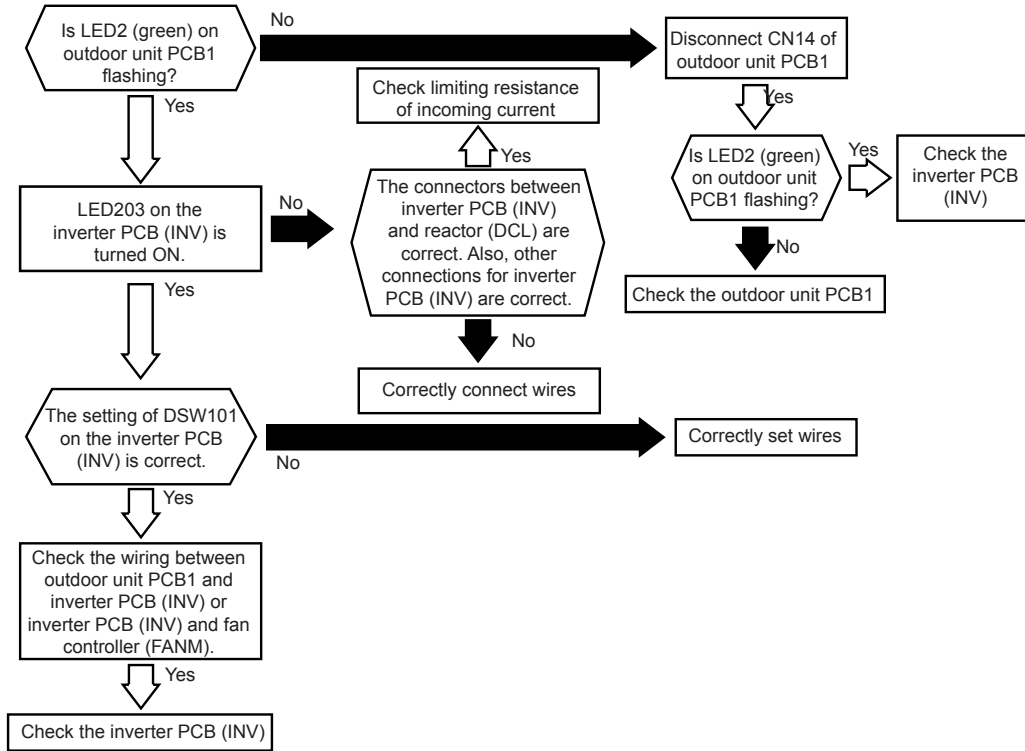 Is LED2 (green) on
outdoor unit PCB1
flashing?
No
Disconnect CN14 of
outdoor unit PCB1
Yes
Check limiting resistance
of incoming current
Yes
Yes
Is LED2 (green)
on outdoor unit
PCB1 flashing?
Yes
Check the
inverter PCB
(INV)
LED203 on the
inverter PCB (INV) is
turned ON.
No
The connectors between
inverter PCB (INV)
and reactor (DCL) are
correct. Also, other
connections for inverter
PCB (INV) are correct.
No
Check the outdoor unit PCB1
Yes
No
Correctly connect wires
The setting of DSW101
on the inverter PCB
(INV) is correct.
No
Correctly set wires
Yes
Check the wiring between
outdoor unit PCB1 and
inverter PCB (INV) or
inverter PCB (INV) and fan
controller (FANM).
Yes
Check the inverter PCB (INV)